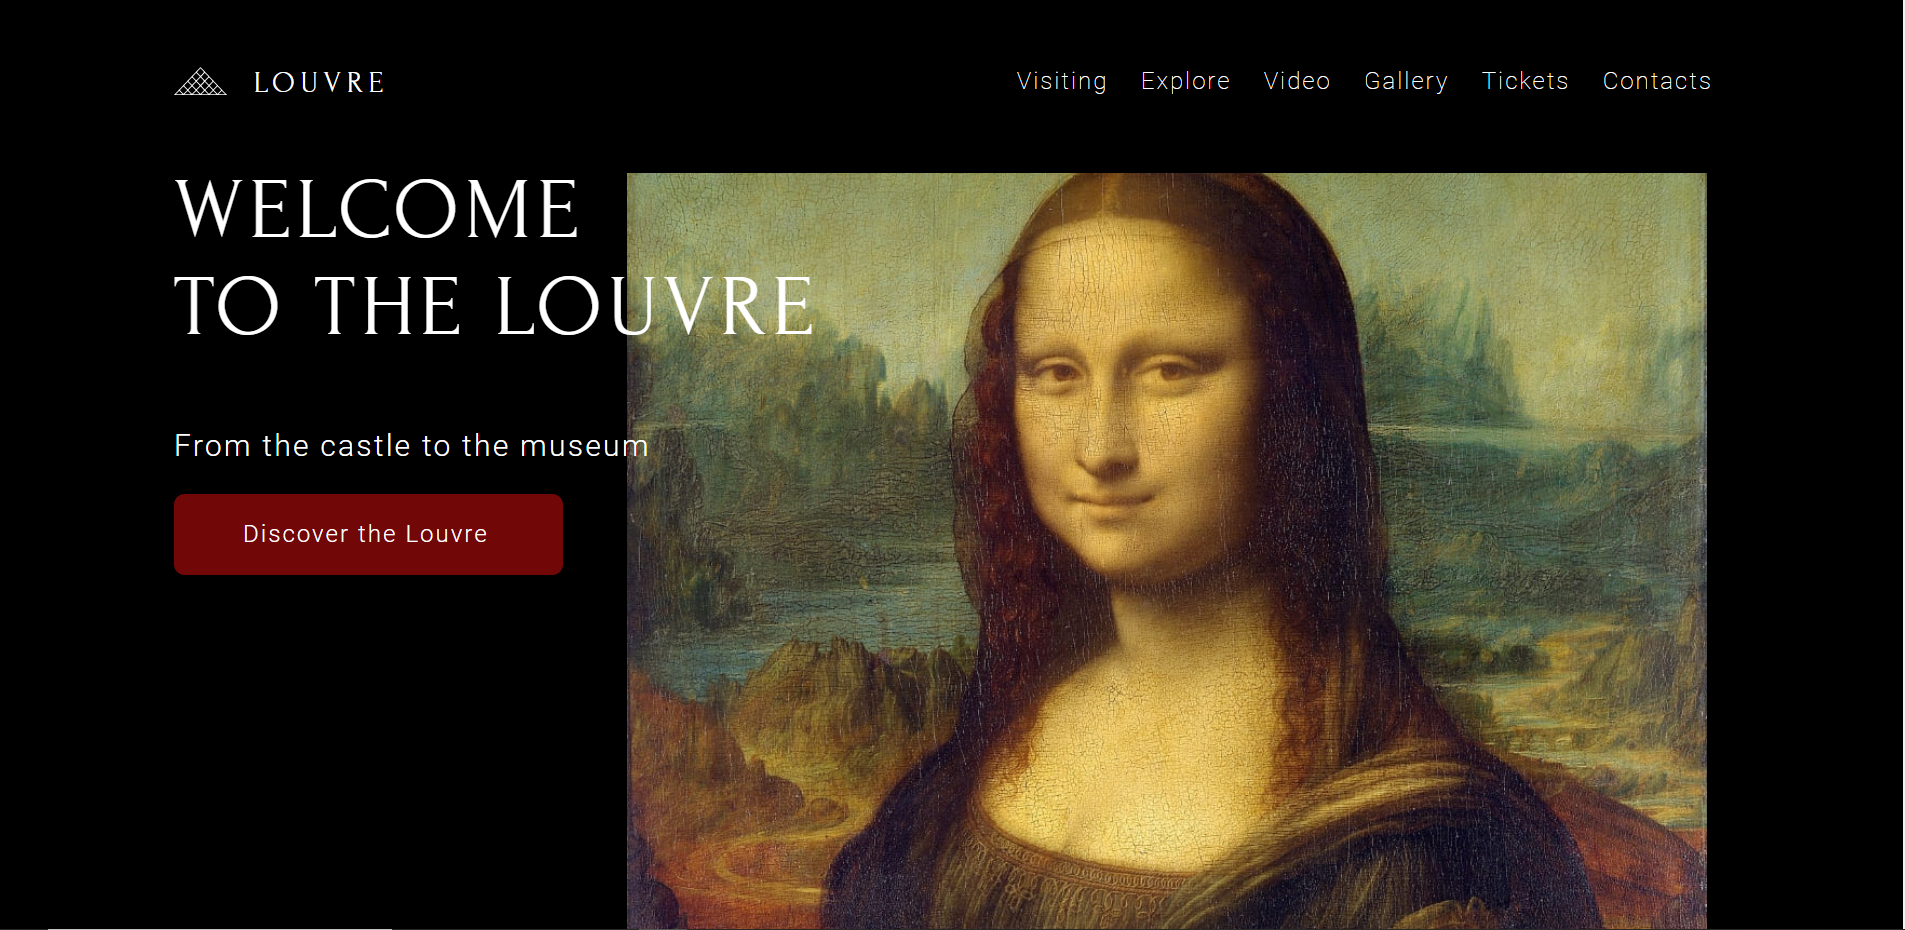 LOUVRE
Visiting Explore Video Gallery Tickets Contacts
WELCOME
TO THE LOUVRE
From the castle to the museum
Discover the Louvre